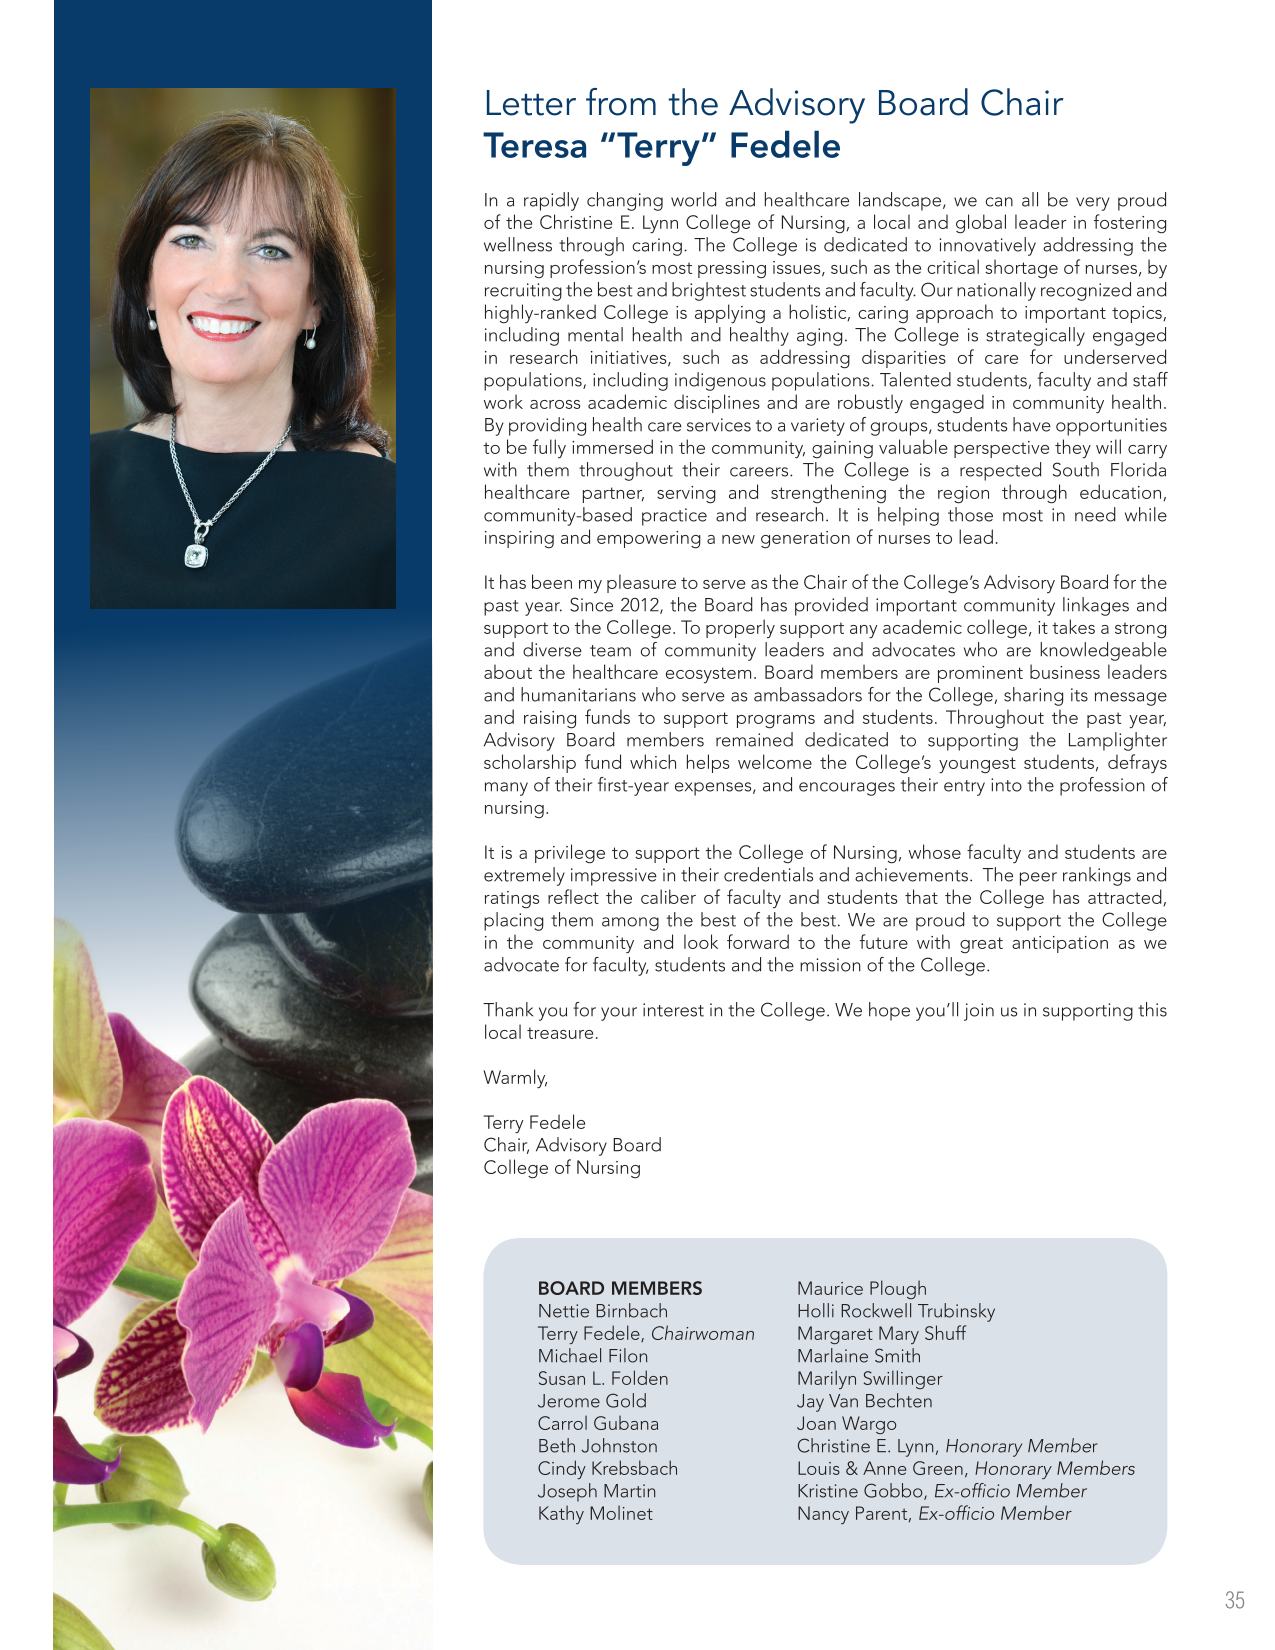 Letter from the Advisory Board Chair
Teresa “Terry” Fedele
In a rapidly changing world and healthcare landscape, we can all be very proud
of the Christine E. Lynn College of Nursing, a local and global leader in fostering
wellness through caring. The College is dedicated to innovatively addressing the
nursing profession’s most pressing issues, such as the critical shortage of nurses, by
recruiting the best and brightest students and faculty. Our nationally recognized and
highly-ranked College is applying a holistic, caring approach to important topics,
including mental health and healthy aging. The College is strategically engaged
in research initiatives, such as addressing disparities of care for underserved
populations, including indigenous populations. Talented students, faculty and staff
work across academic disciplines and are robustly engaged in community health.
By providing health care services to a variety of groups, students have opportunities
to be fully immersed in the community, gaining valuable perspective they will carry
with them throughout their careers. The College is a respected South Florida
healthcare partner, serving and strengthening the region through education,
community-based practice and research. It is helping those most in need while
inspiring and empowering a new generation of nurses to lead.
It has been my pleasure to serve as the Chair of the College’s Advisory Board for the
past year. Since 2012, the Board has provided important community linkages and
support to the College. To properly support any academic college, it takes a strong
and diverse team of community leaders and advocates who are knowledgeable
about the healthcare ecosystem. Board members are prominent business leaders
and humanitarians who serve as ambassadors for the College, sharing its message
and raising funds to support programs and students. Throughout the past year,
Advisory Board members remained dedicated to supporting the Lamplighter
scholarship fund which helps welcome the College’s youngest students, defrays
many of their first-year expenses, and encourages their entry into the profession of
nursing.
It is a privilege to support the College of Nursing, whose faculty and students are
extremely impressive in their credentials and achievements. The peer rankings and
ratings reflect the caliber of faculty and students that the College has attracted,
placing them among the best of the best. We are proud to support the College
in the community and look forward to the future with great anticipation as we
advocate for faculty, students and the mission of the College.
Thank you for your interest in the College. We hope you’ll join us in supporting this
local treasure.
Warmly,
Terry Fedele
Chair, Advisory Board
College of Nursing
BOARD MEMBERS
Nettie Birnbach
Terry Fedele, Chairwoman
Michael Filon
Susan L. Folden
Jerome Gold
Carrol Gubana
Beth Johnston
Cindy Krebsbach
Joseph Martin
Kathy Molinet
Maurice Plough
Holli Rockwell Trubinsky
Margaret Mary Shuff
Marlaine Smith
Marilyn Swillinger
Jay Van Bechten
Joan Wargo
Christine E. Lynn, Honorary Member
Louis & Anne Green, Honorary Members
Kristine Gobbo, Ex-officio Member
Nancy Parent, Ex-officio Member
35